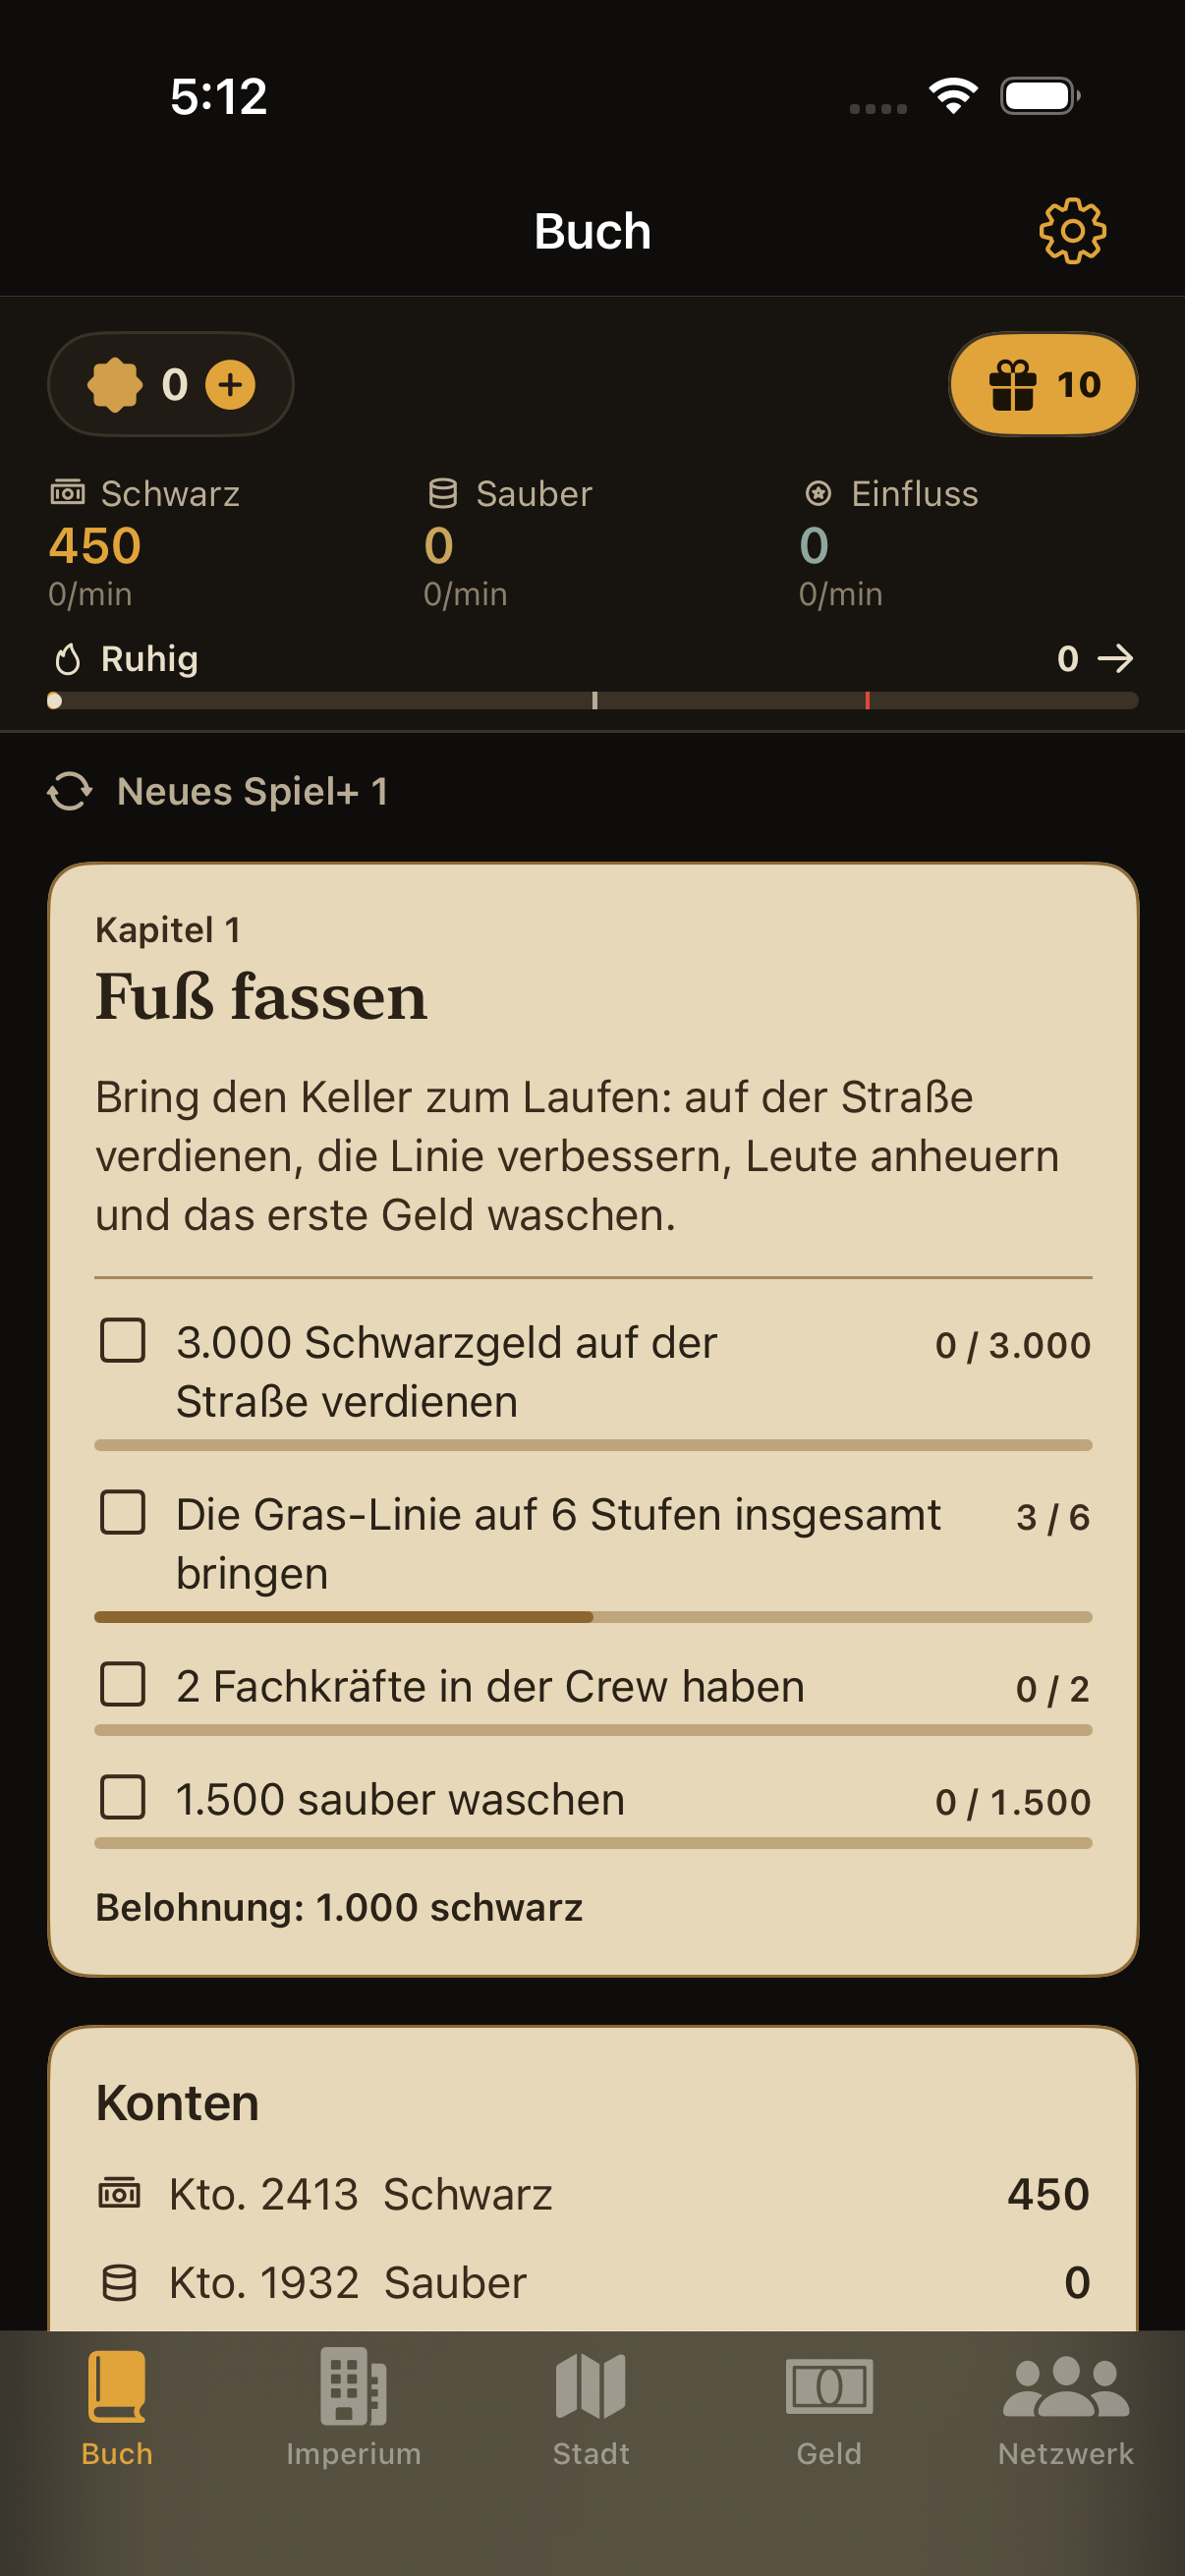 5:12
Buch
0
10
Schwarz
Sauber
Einfluss
450
0
0
0/min
0/min
0/min
Ruhig
0
Neues Spiel+ 1
Kapitel 1
Fuß fassen
Bring den Keller zum Laufen: auf der Straße
verdienen, die Linie verbessern, Leute anheuern
und das erste Geld waschen.
3.000 Schwarzgeld auf der
Straße verdienen
0 / 3.000
Die Gras-Linie auf 6 Stufen insgesamt
bringen
3 / 6
2 Fachkräfte in der Crew haben
0 / 2
1.500 sauber waschen
0 / 1.500
Belohnung: 1.000 schwarz
Konten
Kto. 2413 Schwarz
450
Kto. 1932 Sauber
0
Buch
Imperium
Stadt
Geld
Netzwerk